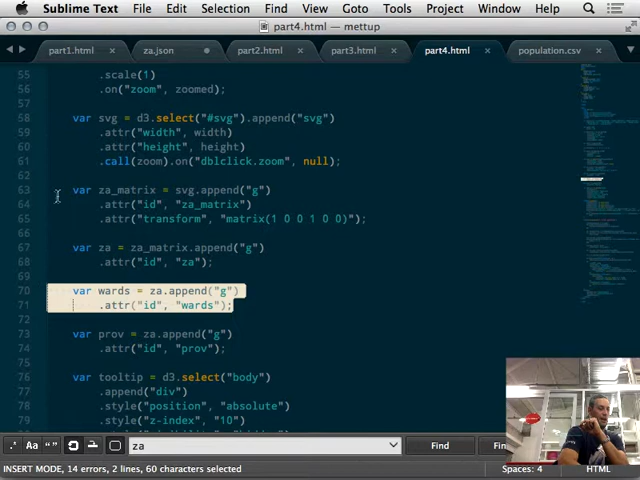 Sublime Text File Edit Selection Find View Goto Tools Project Window Help
part4.html — mettup
part1.html za.json part2.html part3.html part4.html population.csv
55 .scale(1)
56 .on("zoom", zoomed);
57
58 var svg = d3.select("#svg").append("svg")
59 .attr("width", width)
60 .attr("height", height)
61 .call(zoom).on("dblclick.zoom", null);
62
63 var za_matrix = svg.append("g")
64 .attr("id", "za_matrix")
65 .attr("transform", "matrix(1 0 0 1 0 0)");
66
67 var za = za_matrix.append("g")
68 .attr("id", "za");
69
70 var wards = za.append("g")
71 .attr("id", "wards");
72
73 var prov = za.append("g")
74 .attr("id", "prov");
75
76 var tooltip = d3.select("body")
77 .append("div")
78 .style("position", "absolute")
79 .style("z-index", "10")
.* Aa “” za Find
INSERT MODE, 14 errors, 2 lines, 60 characters selected Spaces: 4 HTML